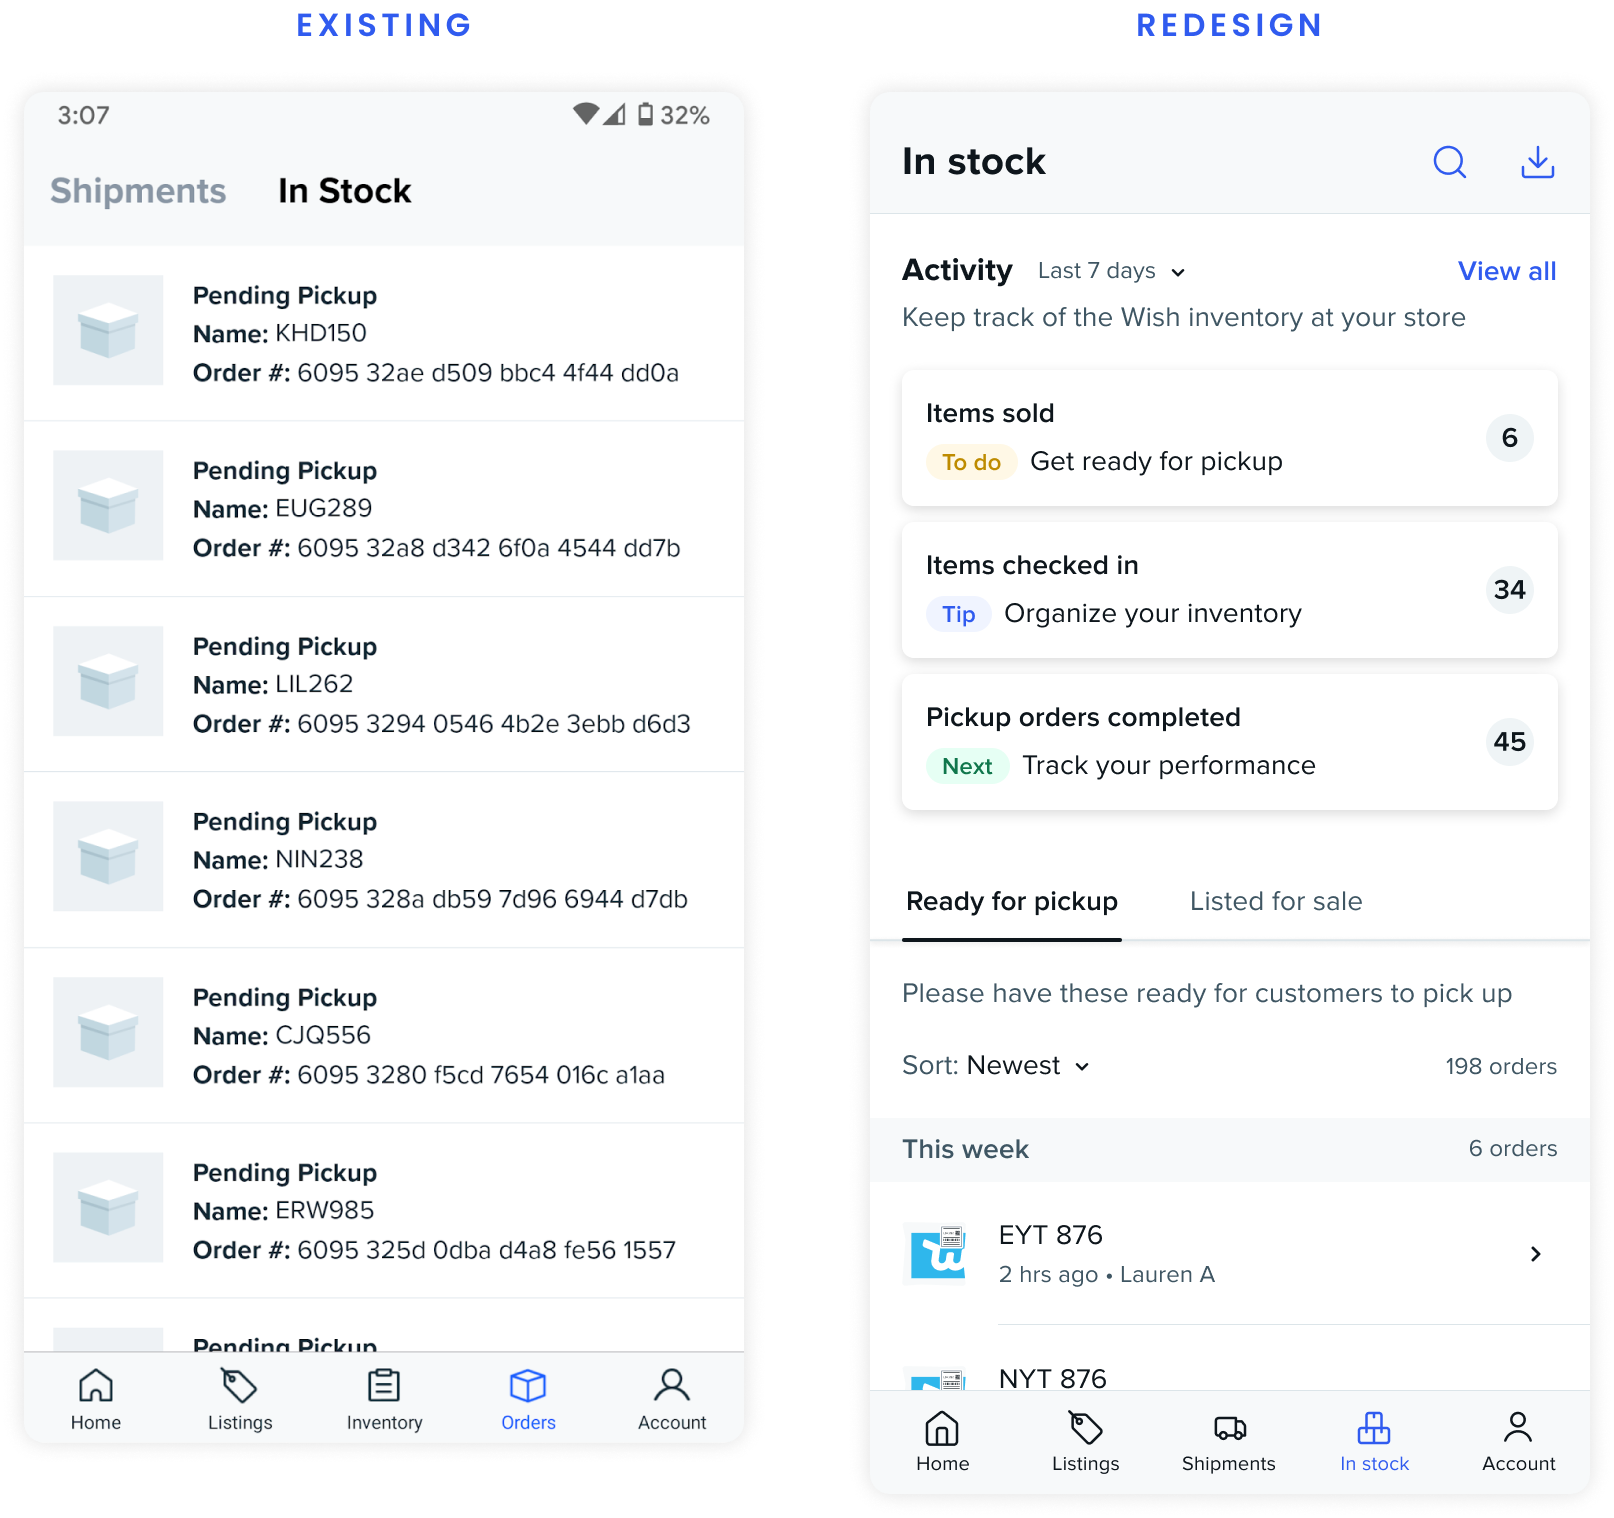 EXISTING
3:07
32%
Shipments
In Stock
Pending Pickup
Name: KHD150
Order #: 6095 32ae d509 bbc4 4f44 dd0a
Pending Pickup
Name: EUG289
Order #: 6095 32a8 d342 6f0a 4544 dd7b
Pending Pickup
Name: LIL262
Order #: 6095 3294 0546 4b2e 3ebb d6d3
Pending Pickup
Name: NIN238
Order #: 6095 328a db59 7d96 6944 d7db
Pending Pickup
Name: CJQ556
Order #: 6095 3280 f5cd 7654 016c a1aa
Pending Pickup
Name: ERW985
Order #: 6095 325d 0dba d4a8 fe56 1557
Pending Pickup
Home
Listings
Inventory
Orders
Account
REDESIGN
In stock
Activity Last 7 days
View all
Keep track of the Wish inventory at your store
Items sold
To do Get ready for pickup
6
Items checked in
Tip Organize your inventory
34
Pickup orders completed
Next Track your performance
45
Ready for pickup
Listed for sale
Please have these ready for customers to pick up
Sort: Newest
198 orders
This week
6 orders
EYT 876
2 hrs ago • Lauren A
NYT 876
Home
Listings
Shipments
In stock
Account